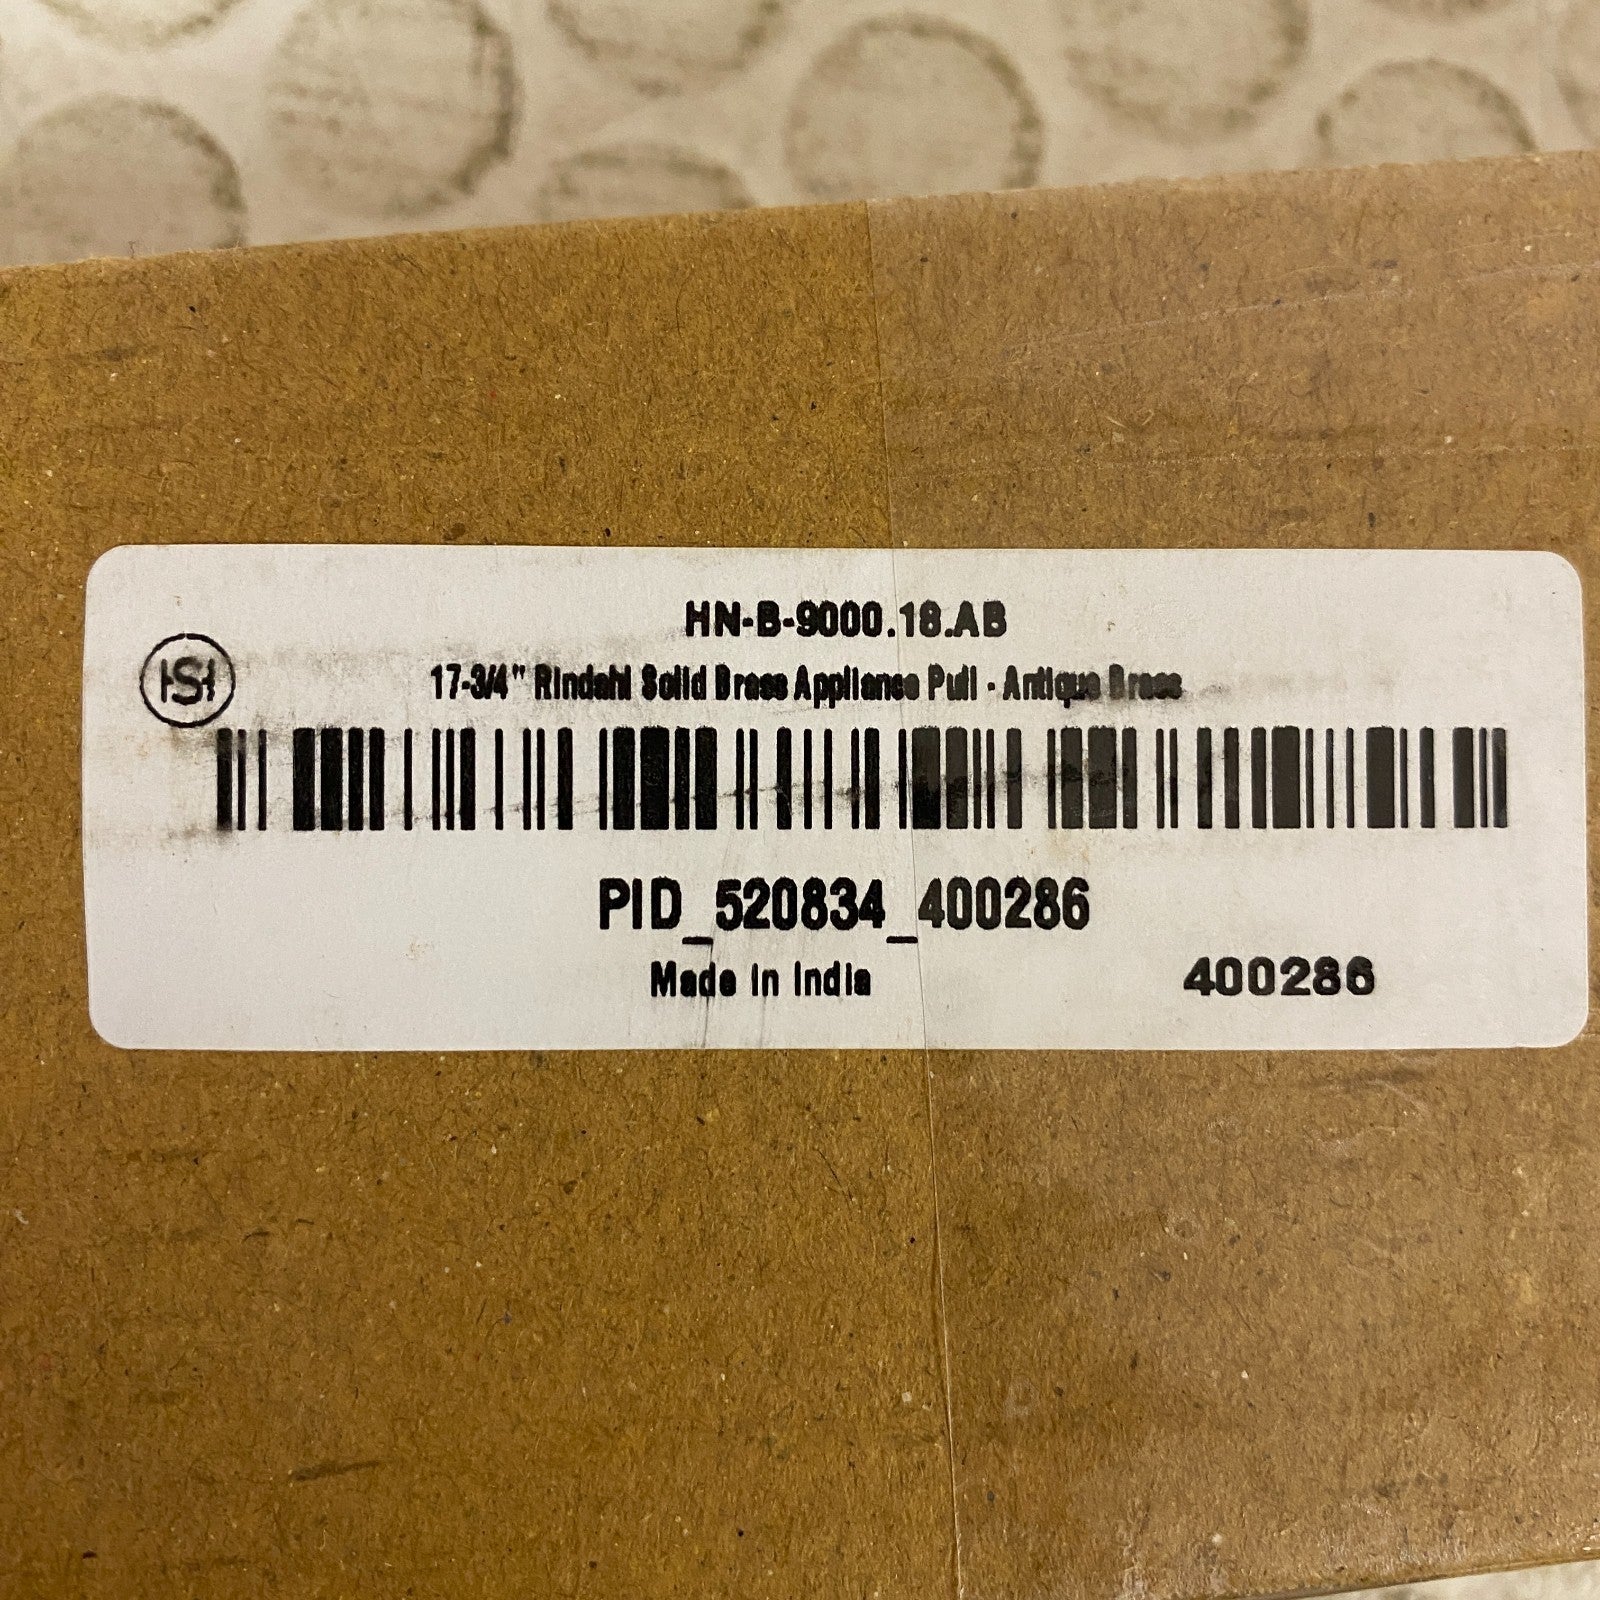 HN-B-9000.18.AB
HS
17-3/4" Rindahl Solid Brass Appliance Pull - Antique Brass
PID_520834_400286
Made in India
400286